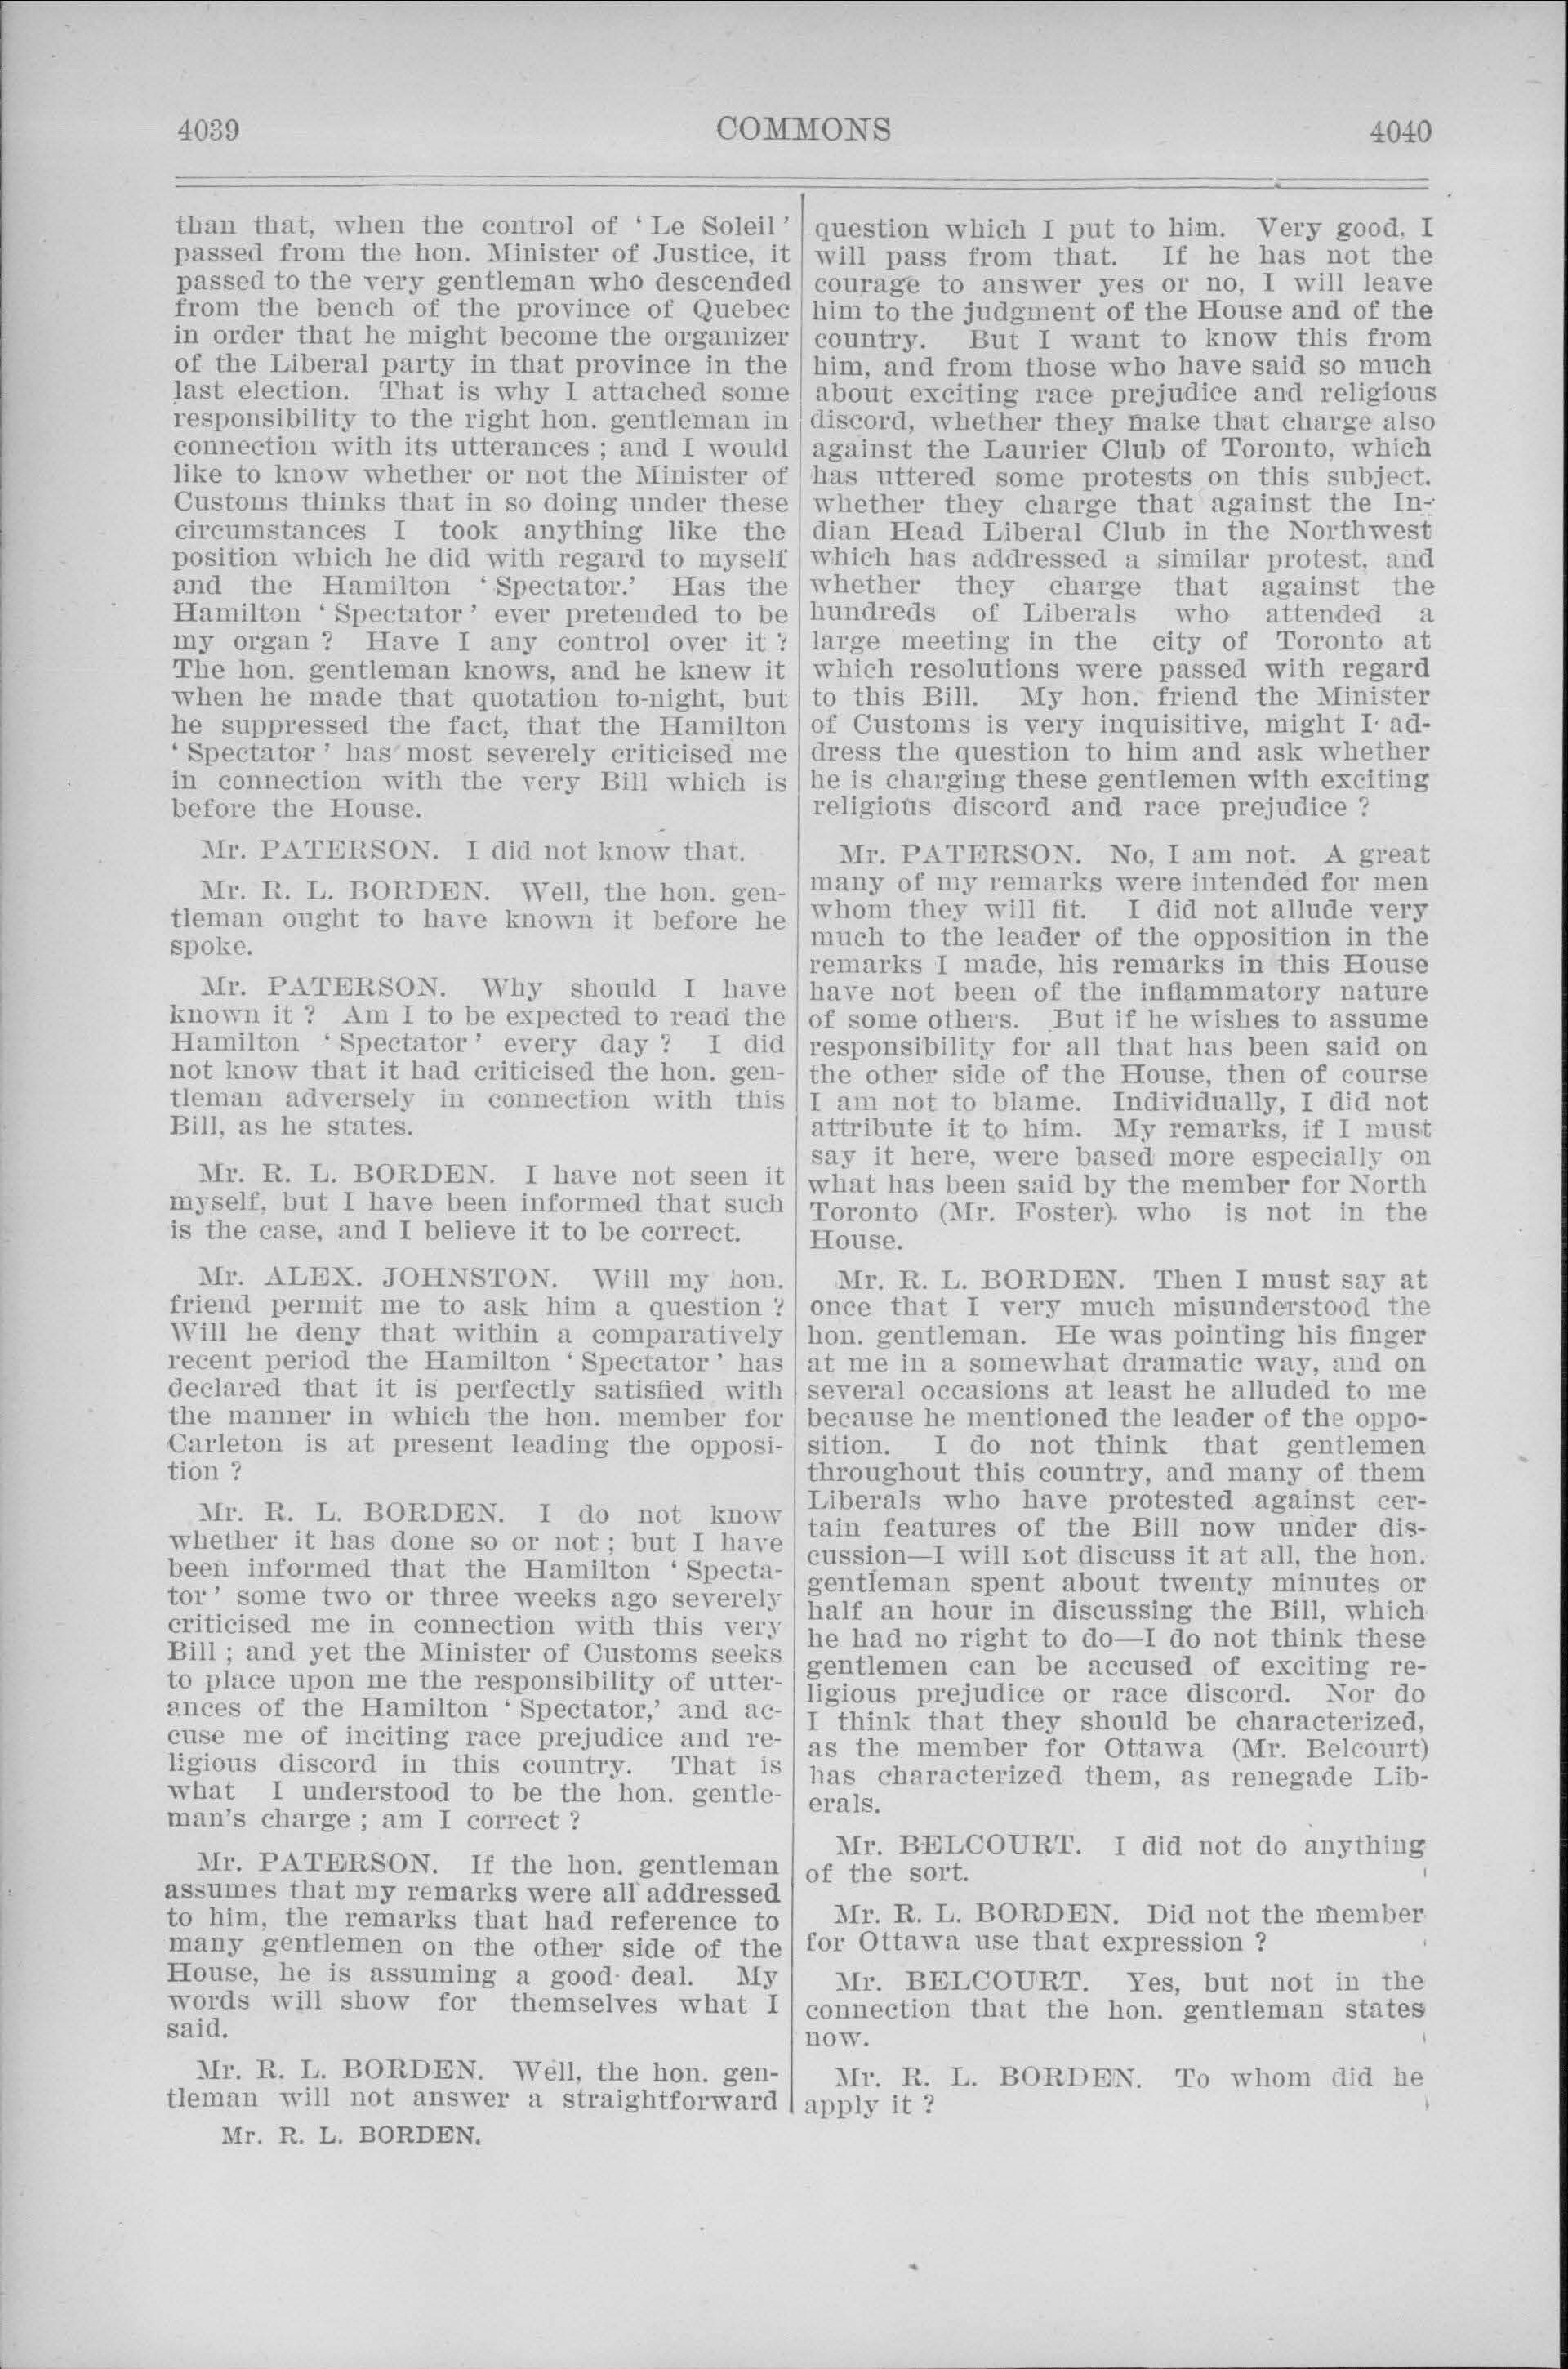 4039
COMMONS
4040
than that, when the control of ‘ Le Soleil ’
passed from the hon. Minister of Justice, it
passed to the very gentleman who descended
from the bench of the province of Quebec
in order that he might become the organizer
of the Liberal party in that province in the
last election. That is why I attached some
responsibility to the right hon. gentleman in
connection with its utterances ; and I would
like to know whether or not the Minister of
Customs thinks that in so doing under these
circumstances I took anything like the
position which he did with regard to myself
and the Hamilton ‘ Spectator.’ Has the
Hamilton ‘ Spectator ’ ever pretended to be
my organ ? Have I any control over it ?
The hon. gentleman knows, and he knew it
when he made that quotation to-night, but
he suppressed the fact, that the Hamilton
‘ Spectator ’ has most severely criticised me
in connection with the very Bill which is
before the House.
Mr. PATERSON. I did not know that.
Mr. R. L. BORDEN. Well, the hon. gen-
tleman ought to have known it before he
spoke.
Mr. PATERSON. Why should I have
known it ? Am I to be expected to read the
Hamilton ‘ Spectator ’ every day ? I did
not know that it had criticised the hon. gen-
tleman adversely in connection with this
Bill, as he states.
Mr. R. L. BORDEN. I have not seen it
myself, but I have been informed that such
is the case, and I believe it to be correct.
Mr. ALEX. JOHNSTON. Will my hon.
friend permit me to ask him a question ?
Will he deny that within a comparatively
recent period the Hamilton ‘ Spectator ’ has
declared that it is perfectly satisfied with
the manner in which the hon. member for
Carleton is at present leading the opposi-
tion ?
Mr. R. L. BORDEN. I do not know
whether it has done so or not ; but I have
been informed that the Hamilton ‘ Specta-
tor ’ some two or three weeks ago severely
criticised me in connection with this very
Bill ; and yet the Minister of Customs seeks
to place upon me the responsibility of utter-
ances of the Hamilton ‘ Spectator,’ and ac-
cuse me of inciting race prejudice and re-
ligious discord in this country. That is
what I understood to be the hon. gentle-
man's charge ; am I correct ?
Mr. PATERSON. If the hon. gentleman
assumes that my remarks were all addressed
to him, the remarks that had reference to
many gentlemen on the other side of the
House, he is assuming a good deal. My
words will show for themselves what I
said.
Mr. R. L. BORDEN. Well, the hon. gen-
tleman will not answer a straightforward
Mr. R. L. BORDEN.
question which I put to him. Very good, I
will pass from that. If he has not the
courage to answer yes or no, I will leave
him to the judgment of the House and of the
country. But I want to know this from
him, and from those who have said so much
about exciting race prejudice and religious
discord, whether they make that charge also
against the Laurier Club of Toronto, which
has uttered some protests on this subject.
whether they charge that against the In-
dian Head Liberal Club in the Northwest
which has addressed a similar protest, and
whether they charge that against the
hundreds of Liberals who attended a
large meeting in the city of Toronto at
which resolutions were passed with regard
to this Bill. My hon. friend the Minister
of Customs is very inquisitive, might I ad-
dress the question to him and ask whether
he is charging these gentlemen with exciting
religious discord and race prejudice ?
Mr. PATERSON. No, I am not. A great
many of my remarks were intended for men
whom they will fit. I did not allude very
much to the leader of the opposition in the
remarks I made, his remarks in this House
have not been of the inflammatory nature
of some others. But if he wishes to assume
responsibility for all that has been said on
the other side of the House, then of course
I am not to blame. Individually, I did not
attribute it to him. My remarks, if I must
say it here, were based more especially on
what has been said by the member for North
Toronto (Mr. Foster). who is not in the
House.
Mr. R. L. BORDEN. Then I must say at
once that I very much misunderstood the
hon. gentleman. He was pointing his finger
at me in a somewhat dramatic way, and on
several occasions at least he alluded to me
because he mentioned the leader of the oppo-
sition. I do not think that gentlemen
throughout this country, and many of them
Liberals who have protested against cer-
tain features of the Bill now under dis-
cussion—I will not discuss it at all, the hon.
gentleman spent about twenty minutes or
half an hour in discussing the Bill, which
he had no right to do—I do not think these
gentlemen can be accused of exciting re-
ligious prejudice or race discord. Nor do
I think that they should be characterized,
as the member for Ottawa (Mr. Belcourt)
has characterized them, as renegade Lib-
erals.
Mr. BELCOURT. I did not do anything
of the sort.
Mr. R. L. BORDEN. Did not the member
for Ottawa use that expression ?
Mr. BELCOURT. Yes, but not in the
connection that the hon. gentleman states
now.
Mr. R. L. BORDEN. To whom did he
apply it ?